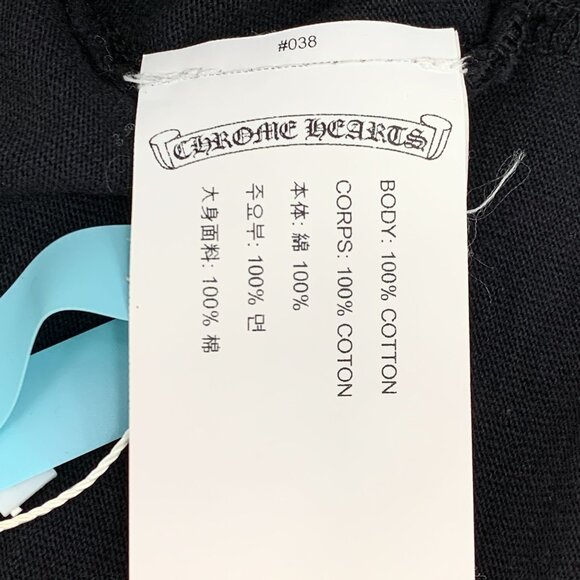 #038
CHROME HEARTS
BODY: 100% COTTON
CORPS: 100% COTON
本体: 綿 100%
주요부: 100% 면
大身面料: 100% 棉